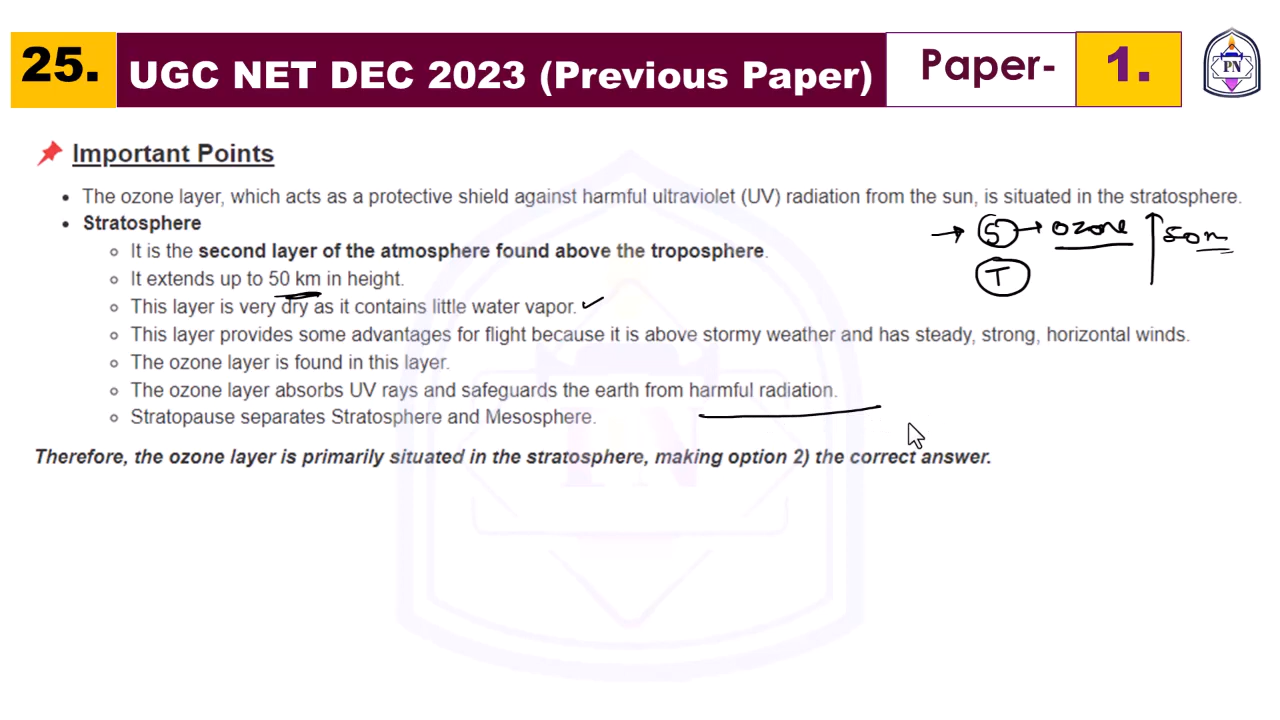 25. UGC NET DEC 2023 (Previous Paper) Paper- 1. PN
Important Points
• The ozone layer, which acts as a protective shield against harmful ultraviolet (UV) radiation from the sun, is situated in the stratosphere.
• Stratosphere
→ S → ozone
T
It is the second layer of the atmosphere found above the troposphere.
It extends up to 50 km in height.
This layer is very dry as it contains little water vapor. ✓
This layer provides some advantages for flight because it is above stormy weather and has steady, strong, horizontal winds.
The ozone layer is found in this layer.
The ozone layer absorbs UV rays and safeguards the earth from harmful radiation.
Stratopause separates Stratosphere and Mesosphere.
Therefore, the ozone layer is primarily situated in the stratosphere, making option 2) the correct answer.
PN